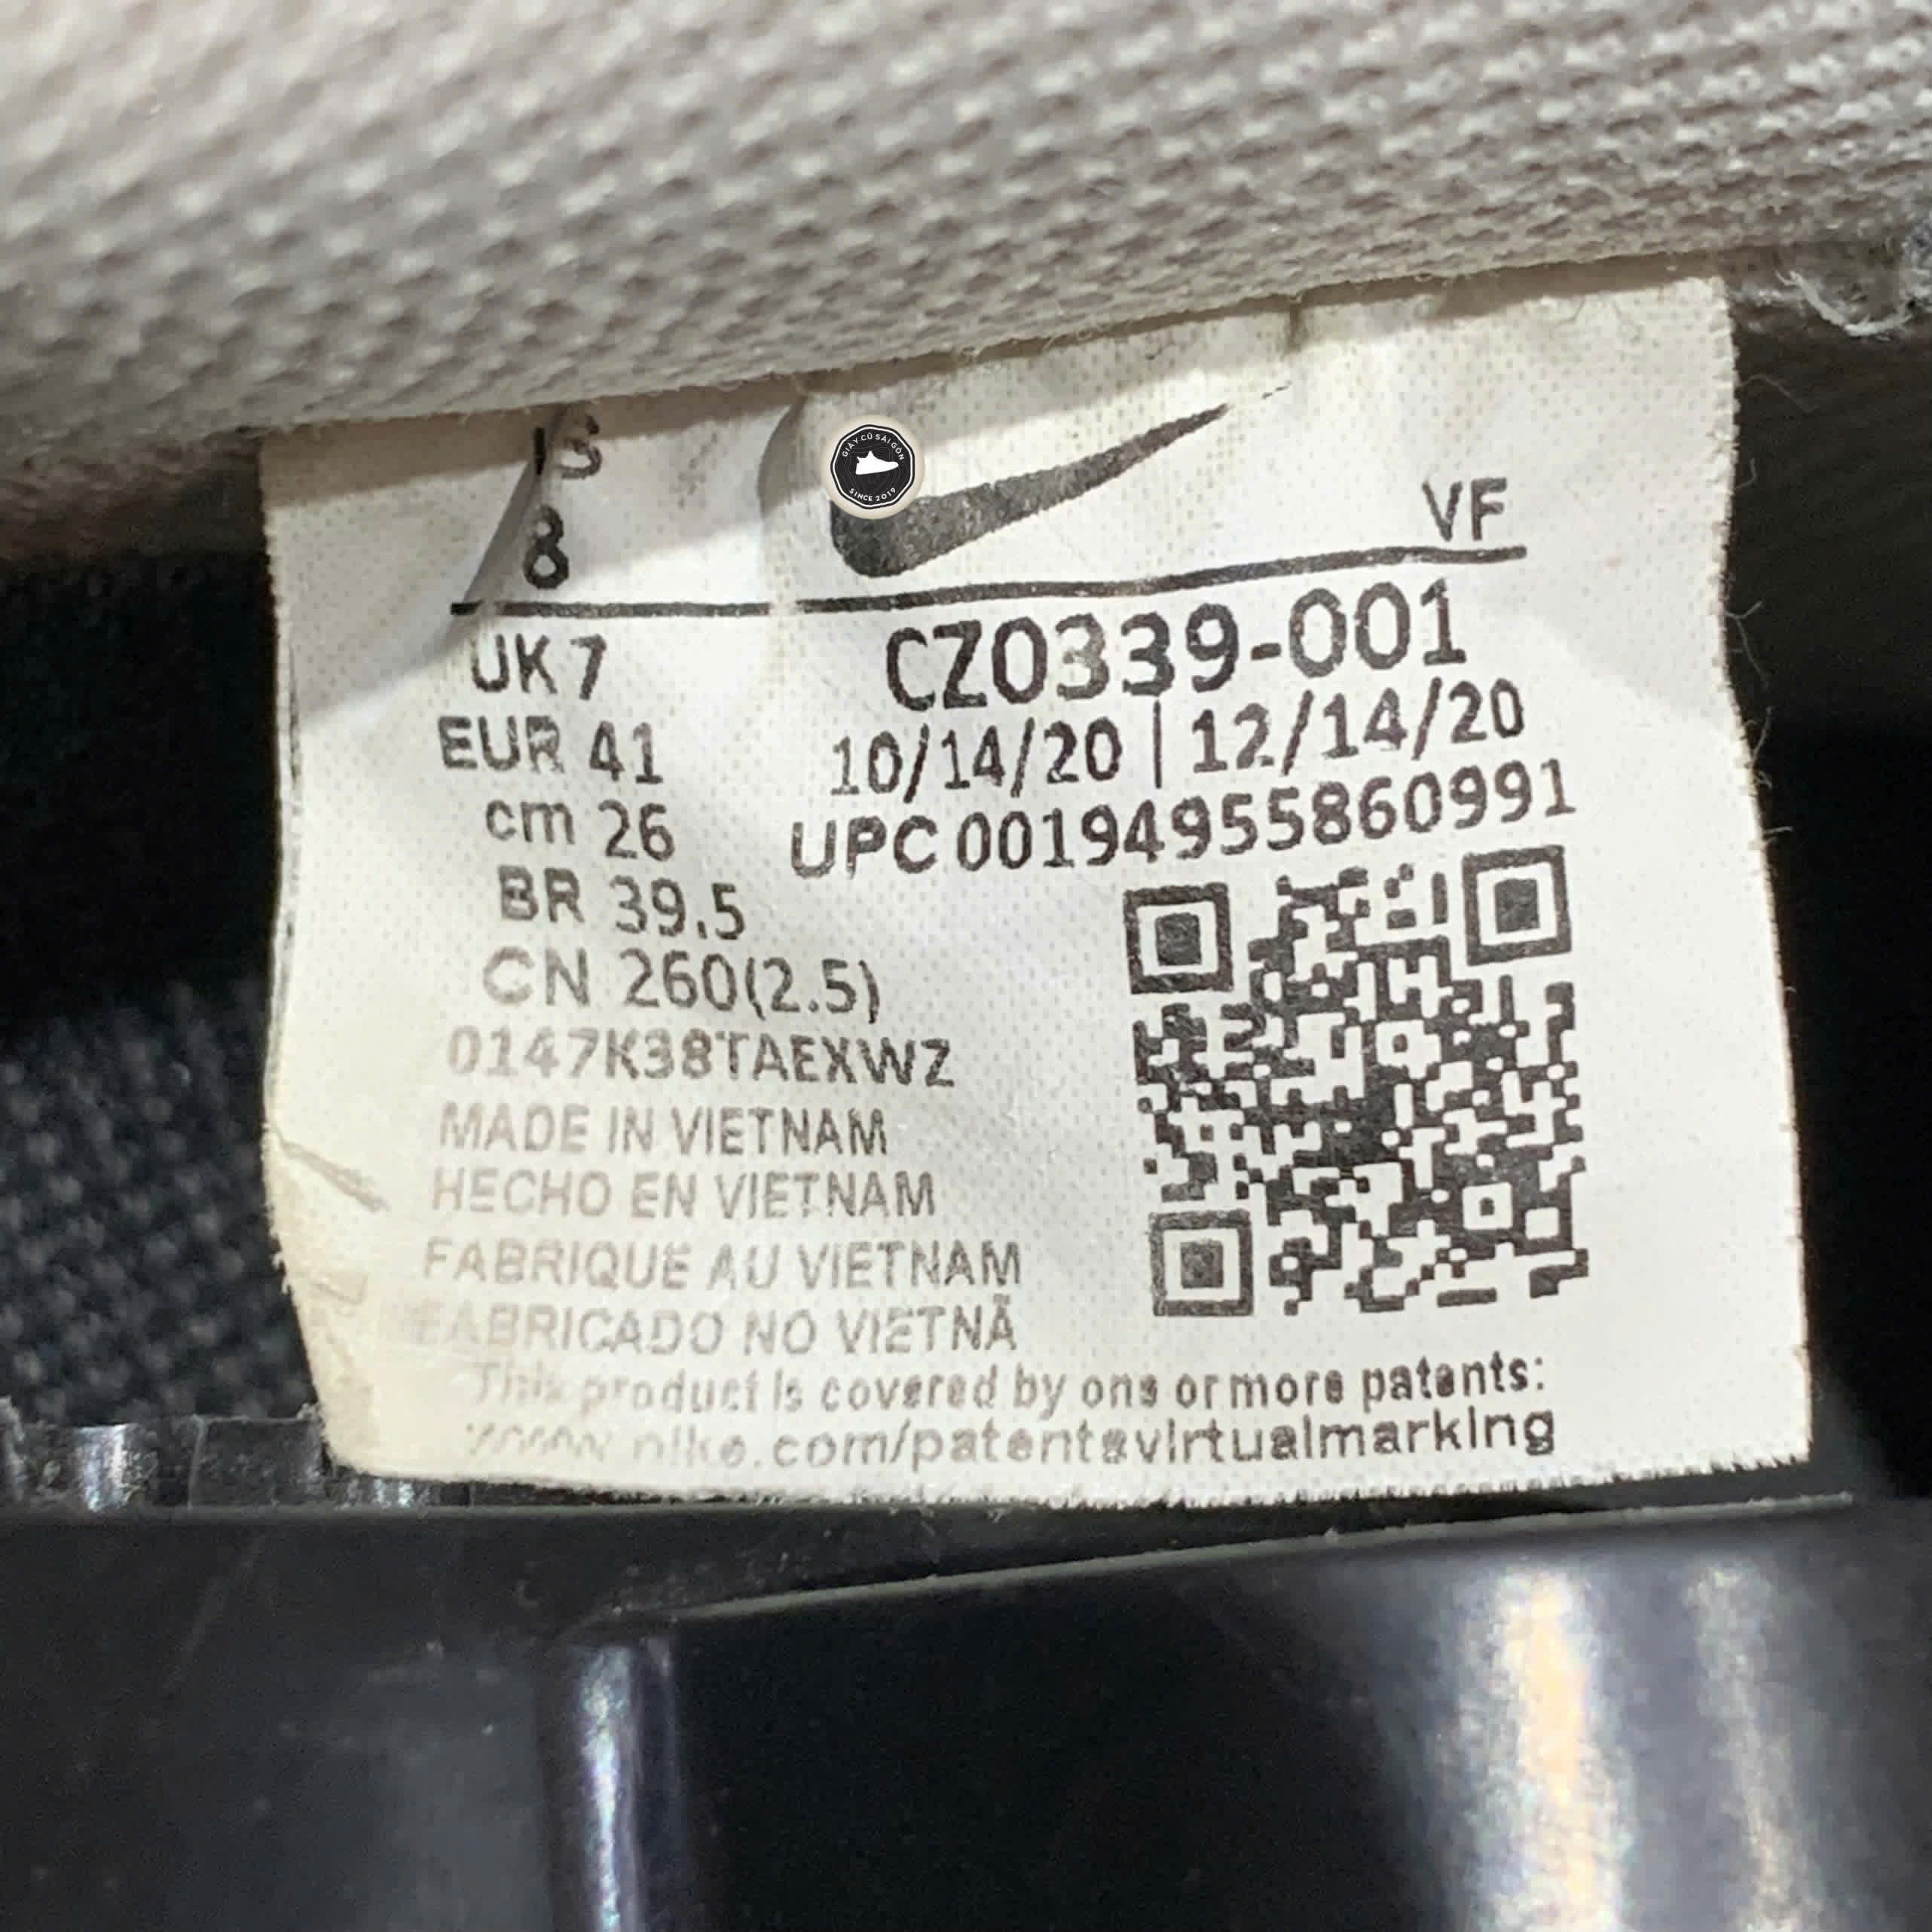 GIÀY CŨ SÀI GÒN
SINCE 2019
8
VF
UK 7
CZ0339-001
EUR 41
10/14/20 | 12/14/20
cm 26
UPC 00194955860991
BR 39.5
CN 260(2.5)
0147K38TAEXWZ
MADE IN VIETNAM
HECHO EN VIETNAM
FABRIQUE AU VIETNAM
FABRICADO NO VIETNÃ
This product is covered by one or more patents:
www.nike.com/patentsvirtualmarking